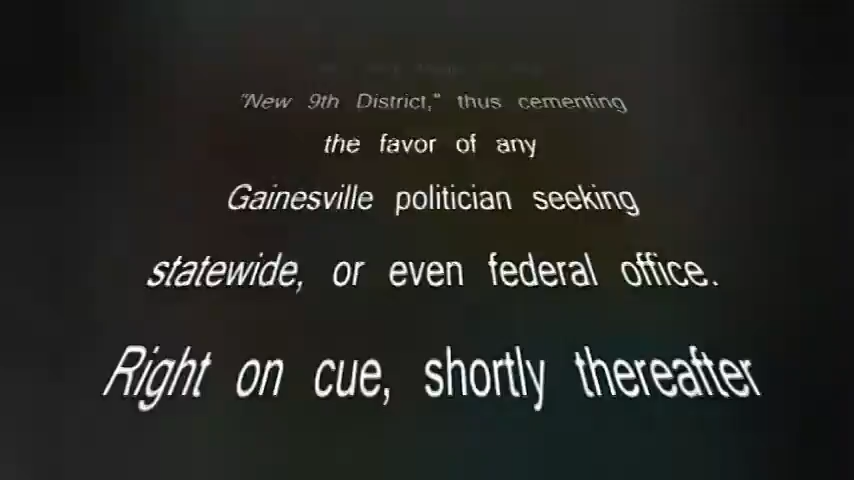 "New 9th District," thus cementing
the favor of any
Gainesville politician seeking
statewide, or even federal office.
Right on cue, shortly thereafter